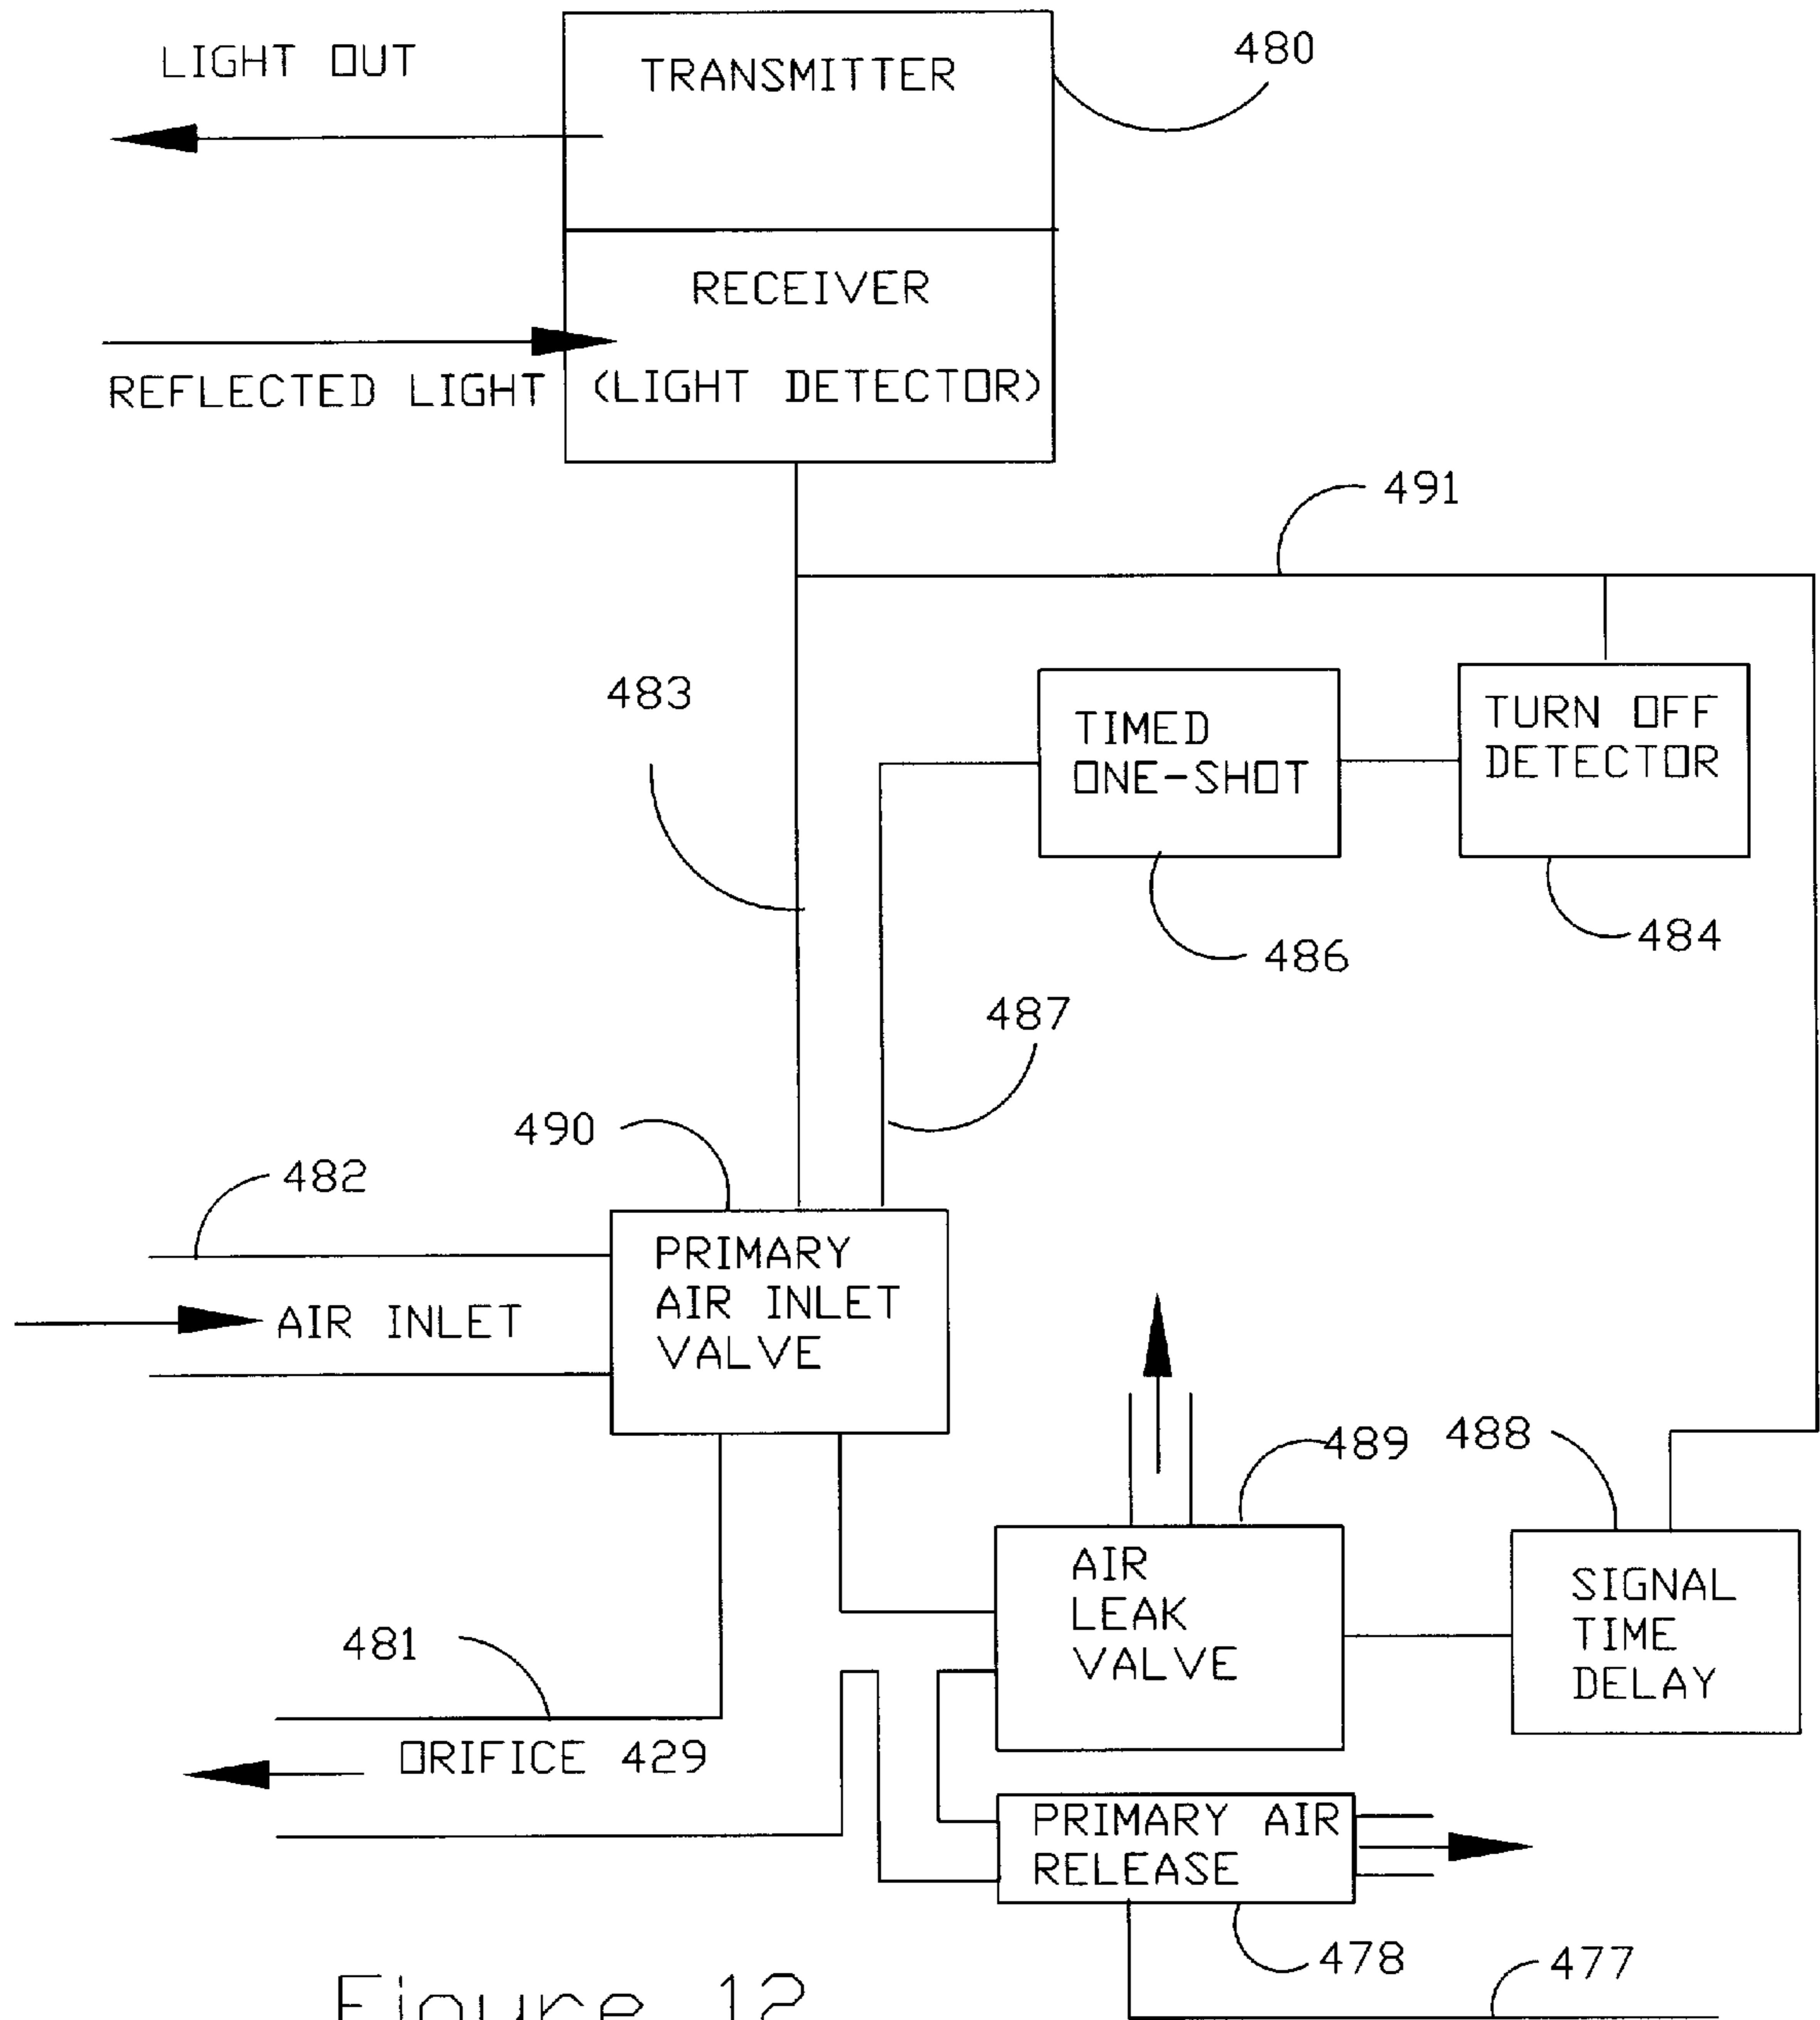 LIGHT OUT
TRANSMITTER
480
RECEIVER
REFLECTED LIGHT
(LIGHT DETECTOR)
491
483
TIMED
ONE-SHOT
TURN OFF
DETECTOR
486
484
487
490
482
PRIMARY
AIR INLET
VALVE
AIR INLET
489
488
AIR
LEAK
VALVE
SIGNAL
TIME
DELAY
481
ORIFICE 429
PRIMARY AIR
RELEASE
478
477
Figure 12